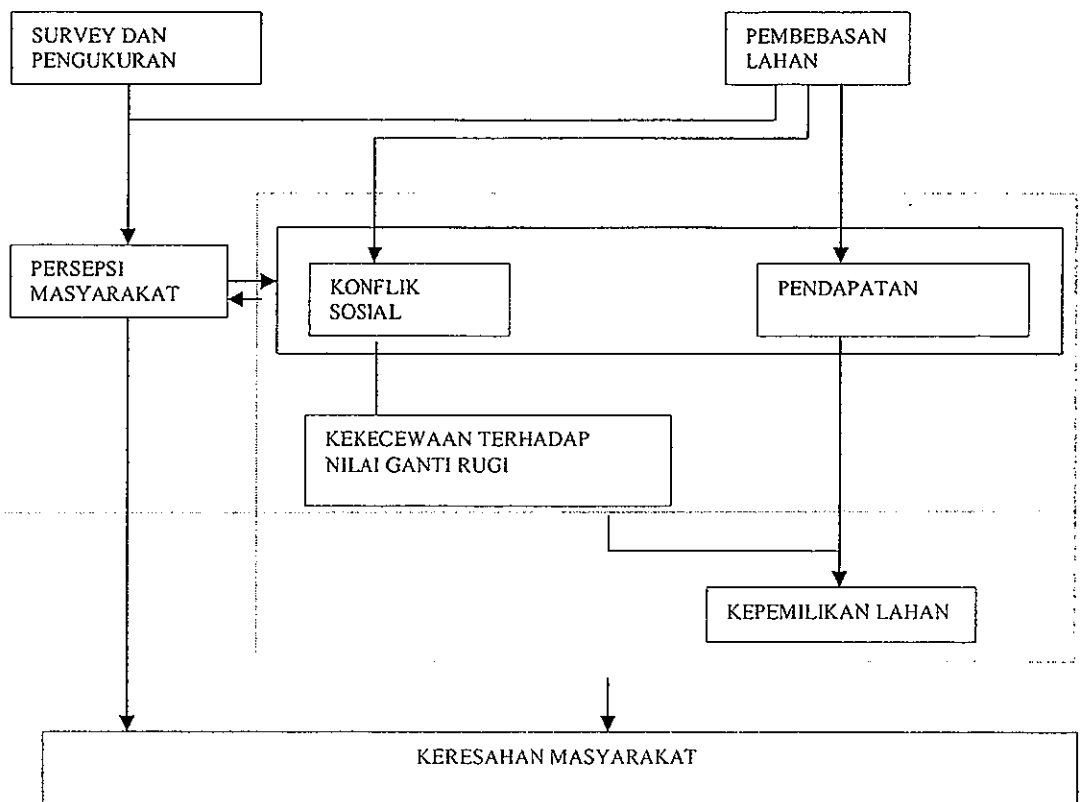 SURVEY DAN
PENGUKURAN
PEMBEBASAN
LAHAN
PERSEPSI
MASYARAKAT
KONFLIK
SOSIAL
PENDAPATAN
KEKECEWAAN TERHADAP
NILAI GANTI RUGI
KEPEMILIKAN LAHAN
KERESAHAN MASYARAKAT